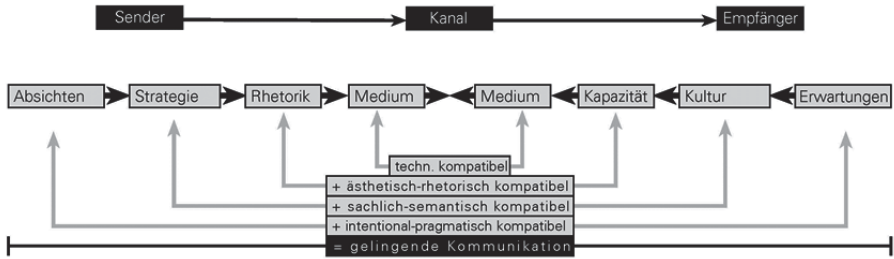 Sender Kanal Empfänger
Absichten Strategie Rhetorik Medium Medium Kapazität Kultur Erwartungen
techn. kompatibel
+ ästhetisch-rhetorisch kompatibel
+ sachlich-semantisch kompatibel
+ intentional-pragmatisch kompatibel
= gelingende Kommunikation